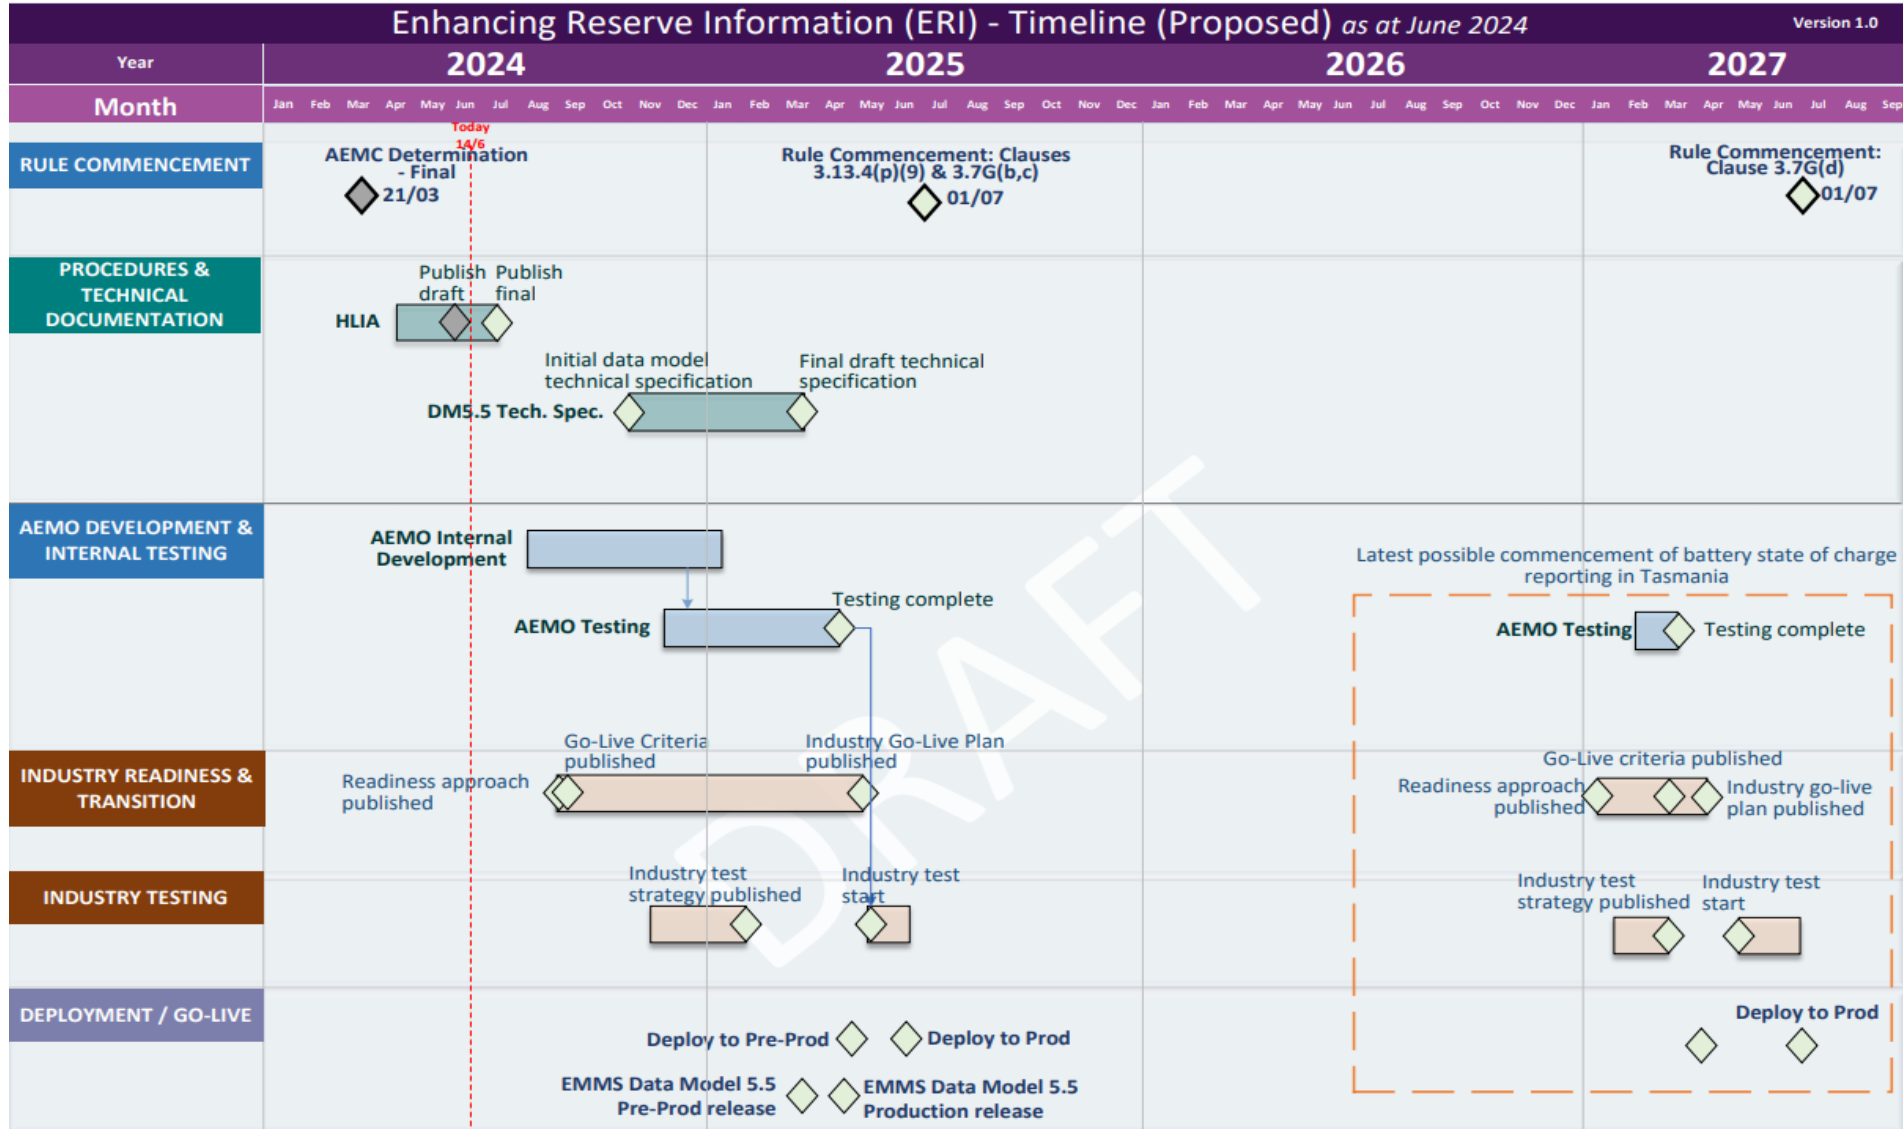 Enhancing Reserve Information (ERI) - Timeline (Proposed) as at June 2024
Version 1.0
Year
2024
2025
2026
2027
Month
Jan Feb Mar Apr May Jun Jul Aug Sep Oct Nov Dec Jan Feb Mar Apr May Jun Jul Aug Sep Oct Nov Dec Jan Feb Mar Apr May Jun Jul Aug Sep Oct Nov Dec Jan Feb Mar Apr May Jun Jul Aug Sep
Today
14/6
RULE COMMENCEMENT
AEMC Determination
- Final
21/03
Rule Commencement: Clauses
3.13.4(p)(9) & 3.7G(b,c)
01/07
Rule Commencement:
Clause 3.7G(d)
01/07
PROCEDURES &
TECHNICAL
DOCUMENTATION
Publish
draft
Publish
final
HLIA
Initial data model
technical specification
Final draft technical
specification
DM5.5 Tech. Spec.
AEMO DEVELOPMENT &
INTERNAL TESTING
AEMO Internal
Development
Latest possible commencement of battery state of charge
reporting in Tasmania
Testing complete
AEMO Testing
AEMO Testing
Testing complete
INDUSTRY READINESS &
TRANSITION
Readiness approach
published
Go-Live Criteria
published
Industry Go-Live Plan
published
Go-Live criteria published
Readiness approach
published
Industry go-live
plan published
INDUSTRY TESTING
Industry test
strategy published
Industry test
start
Industry test
strategy published
Industry test
start
DEPLOYMENT / GO-LIVE
Deploy to Pre-Prod
Deploy to Prod
Deploy to Prod
EMMS Data Model 5.5
Pre-Prod release
EMMS Data Model 5.5
Production release
DRAFT